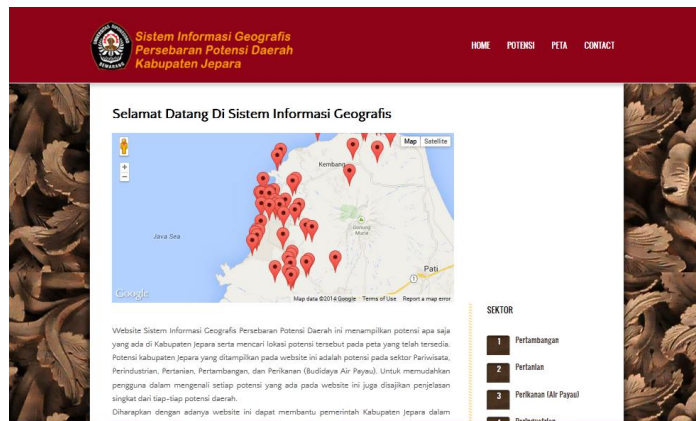 Sistem Informasi Geografis
Persebaran Potensi Daerah
Kabupaten Jepara
HOME POTENSI PETA CONTACT
SEMARANG
Selamat Datang Di Sistem Informasi Geografis
Map Satellite
Kembang
Java Sea
Gunung
Muria
Pati
Google
Map data ©2014 Google Terms of Use Report a map error
Website Sistem Informasi Geografis Persebaran Potensi Daerah ini menampilkan potensi apa saja
yang ada di Kabupaten Jepara serta mencari lokasi potensi tersebut pada peta yang telah tersedia.
Potensi kabupaten Jepara yang ditampilkan pada website ini adalah potensi pada sektor Pariwisata,
Perindustrian, Pertanian, Pertambangan, dan Perikanan (Budidaya Air Payau). Untuk memudahkan
pengguna dalam mengenali setiap potensi yang ada pada website ini juga disajikan penjelasan
singkat dari tiap-tiap potensi daerah.
Diharapkan dengan adanya website ini dapat membantu pemerintah Kabupaten Jepara dalam
SEKTOR
1 Pertambangan
2 Pertanian
3 Perikanan (Air Payau)